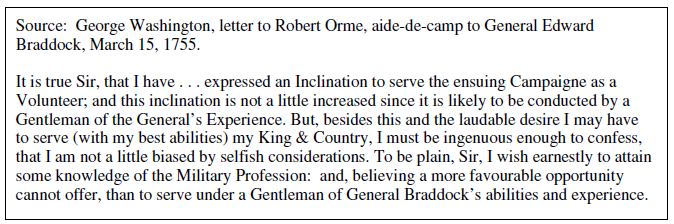 Source: George Washington, letter to Robert Orme, aide-de-camp to General Edward
Braddock, March 15, 1755.
It is true Sir, that I have . . . expressed an Inclination to serve the ensuing Campaigne as a
Volunteer; and this inclination is not a little increased since it is likely to be conducted by a
Gentleman of the General's Experience. But, besides this and the laudable desire I may have
to serve (with my best abilities) my King & Country, I must be ingenuous enough to confess,
that I am not a little biased by selfish considerations. To be plain, Sir, I wish earnestly to attain
some knowledge of the Military Profession: and, believing a more favourable opportunity
cannot offer, than to serve under a Gentleman of General Braddock's abilities and experience.